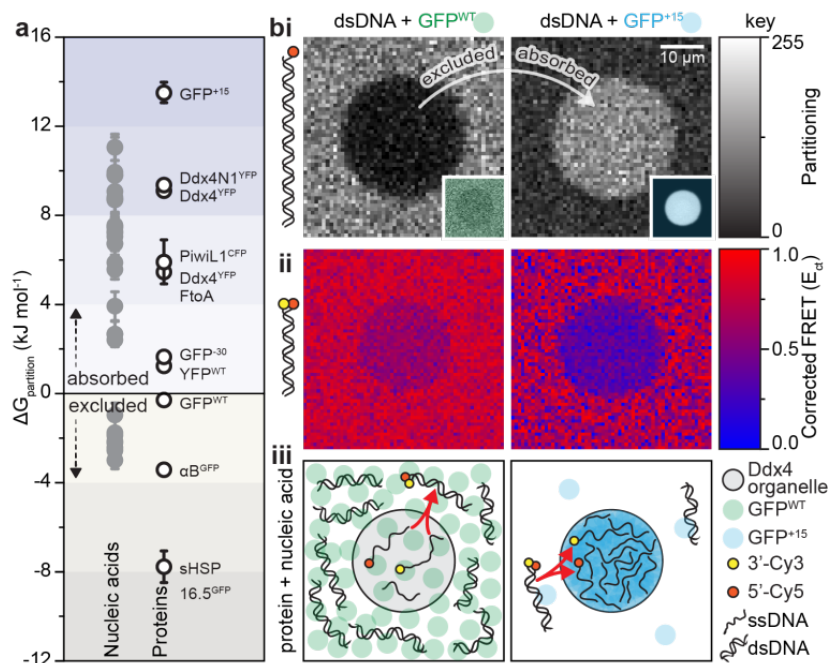 a
16
12
8
4
0
-4
-8
-12
ΔGpartition (kJ mol-1)
absorbed
excluded
Nucleic acids
Proteins
GFP+15
Ddx4N1YFP
Ddx4YFP
PiwiL1CFP
Ddx4YFP
FtoA
GFP-30
YFPWT
GFPWT
αBGFP
sHSP
16.5GFP
bi
dsDNA + GFPWT
dsDNA + GFP+15
key
excluded
absorbed
10 μm
255
0
Partitioning
ii
1.0
0.5
0.0
Corrected FRET (Ect)
iii
protein + nucleic acid
Ddx4
organelle
GFPWT
GFP+15
3'-Cy3
5'-Cy5
ssDNA
dsDNA